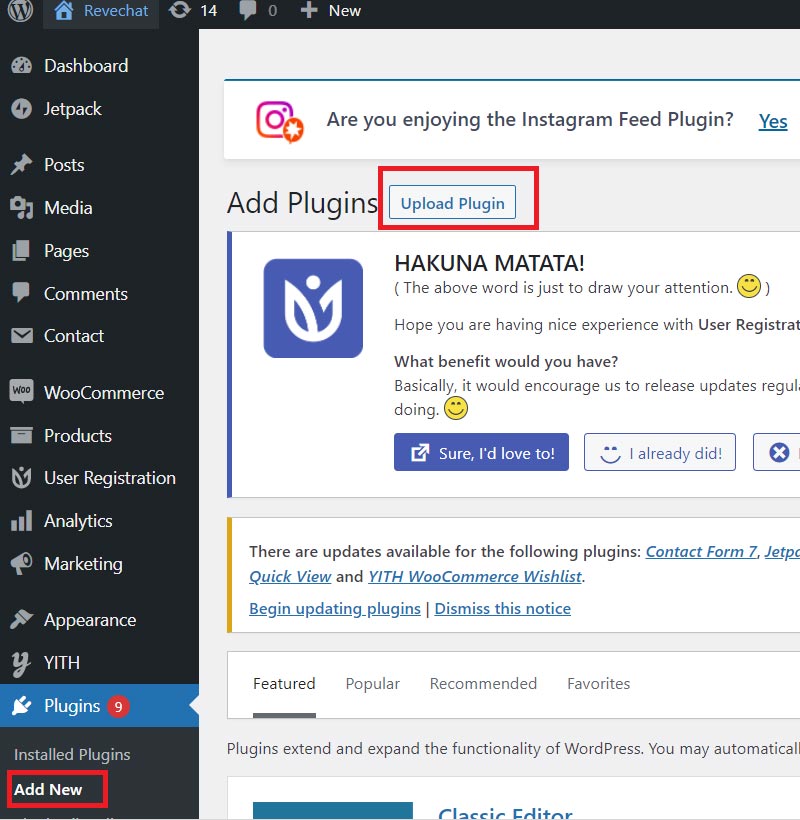 Revechat 14 0 New
Dashboard
Jetpack
Posts
Media
Pages
Comments
Contact
WOO WooCommerce
Products
User Registration
Analytics
Marketing
Appearance
YITH
Plugins 9
Installed Plugins
Add New
Are you enjoying the Instagram Feed Plugin? Yes
Add Plugins Upload Plugin
HAKUNA MATATA!
( The above word is just to draw your attention. )
Hope you are having nice experience with User Registrat
What benefit would you have?
Basically, it would encourage us to release updates regula
doing.
Sure, I'd love to! I already did!
There are updates available for the following plugins: Contact Form 7, Jetpa
Quick View and YITH WooCommerce Wishlist.
Begin updating plugins | Dismiss this notice
Featured Popular Recommended Favorites
Plugins extend and expand the functionality of WordPress. You may automaticall
Classic Editor